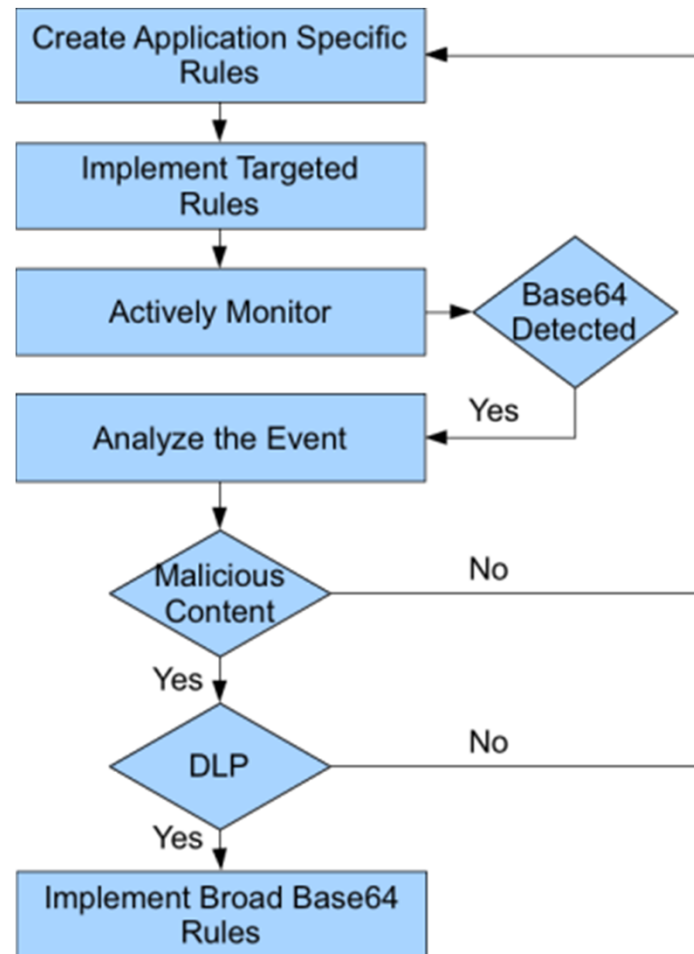 Create Application Specific
Rules
Implement Targeted
Rules
Actively Monitor
Base64
Detected
Yes
Analyze the Event
Malicious
Content
No
Yes
DLP
No
Yes
Implement Broad Base64
Rules